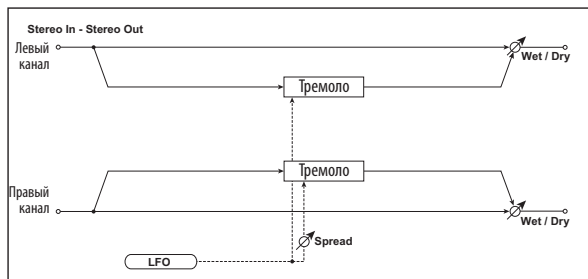 Stereo In - Stereo Out
Левый
канал
Wet / Dry
Тремоло
Тремоло
Правый
канал
Wet / Dry
Spread
LFO